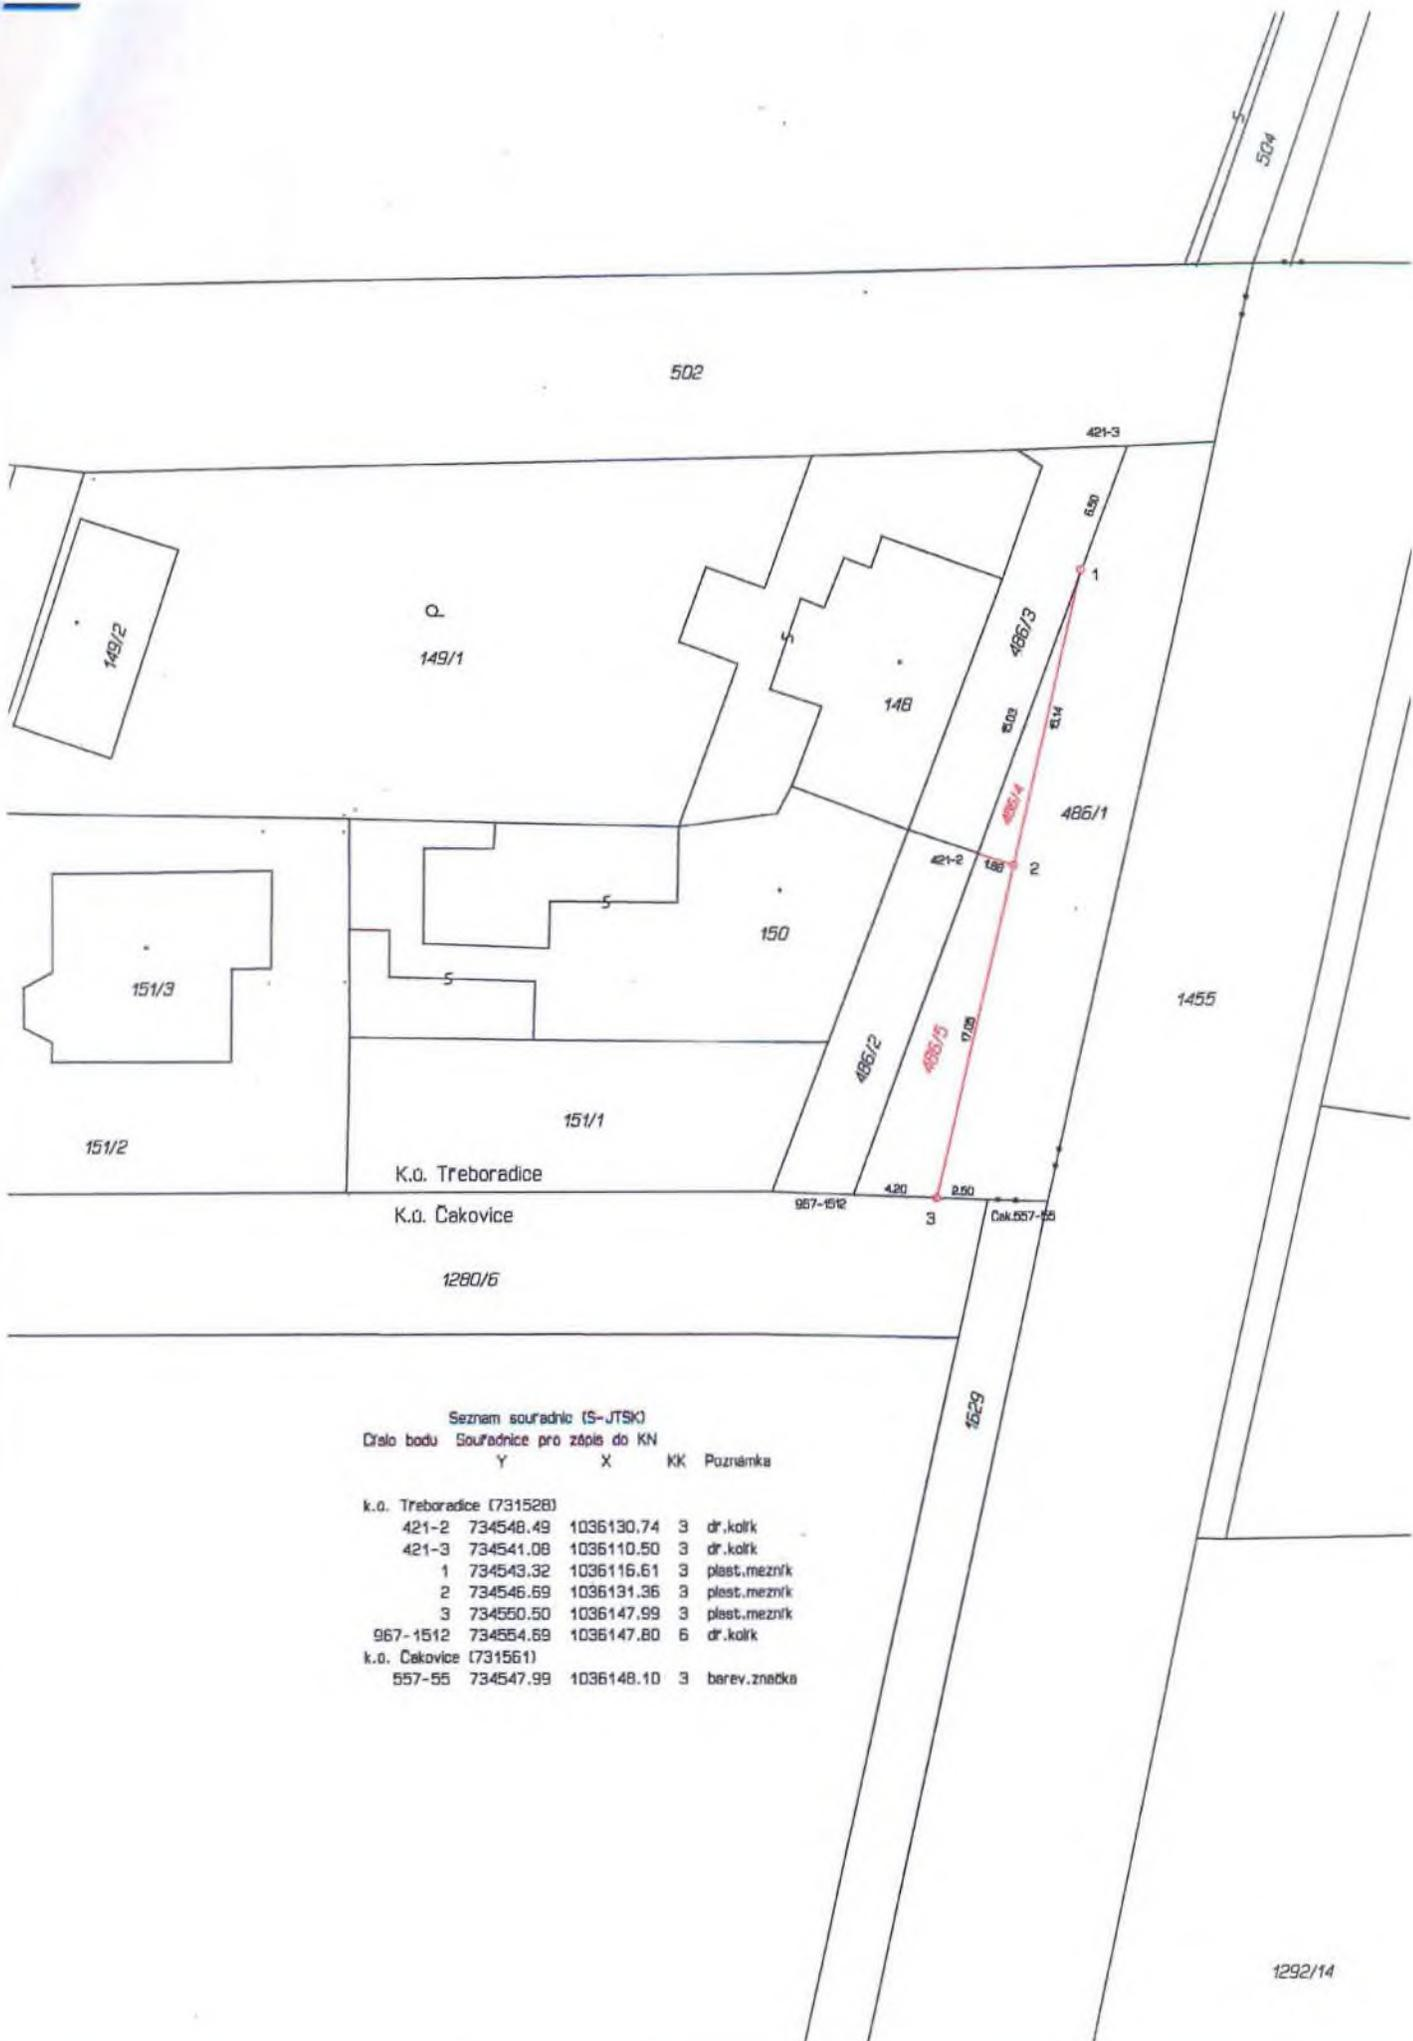 5
504
502
421-3
6.50
1
149/2
149/1
5
486/3
148
15.03
15.14
486/4
486/1
421-2
1.88
2
5
150
151/3
5
1455
17.05
486/5
486/2
151/1
151/2
K.ú. Třeboradice
4.20
2.50
967-1512
K.ú. Čakovice
3
Čak.557-55
1280/6
1629
Seznam souřadnic (S-JTSK)
Číslo bodu Souřadnice pro zápis do KN
Y X KK Poznámka
k.ú. Třeboradice (731528)
421-2 734548.49 1036130.74 3 dř.kolík
421-3 734541.08 1036110.50 3 dř.kolík
1 734543.32 1036116.61 3 plast.mezník
2 734546.69 1036131.36 3 plast.mezník
3 734550.50 1036147.99 3 plast.mezník
967-1512 734554.69 1036147.80 6 dř.kolík
k.ú. Čakovice (731561)
557-55 734547.99 1036148.10 3 barev.značka
1292/14